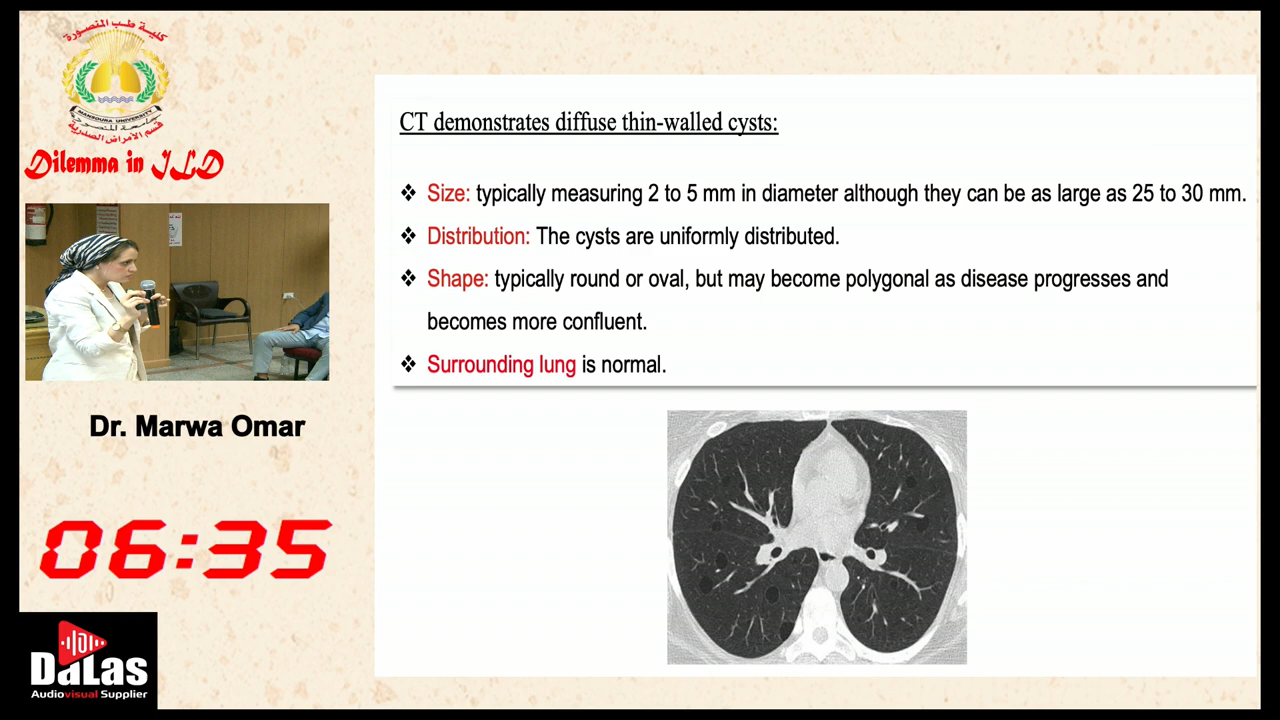 كلية طب المنصورة
MANSOURA UNIVERSITY
قسم الأمراض الصدرية
Dilemma in ILD
Dr. Marwa Omar
06:35
DaLas
Audiovisual Supplier
CT demonstrates diffuse thin-walled cysts:
❖ Size: typically measuring 2 to 5 mm in diameter although they can be as large as 25 to 30 mm.
❖ Distribution: The cysts are uniformly distributed.
❖ Shape: typically round or oval, but may become polygonal as disease progresses and
becomes more confluent.
❖ Surrounding lung is normal.